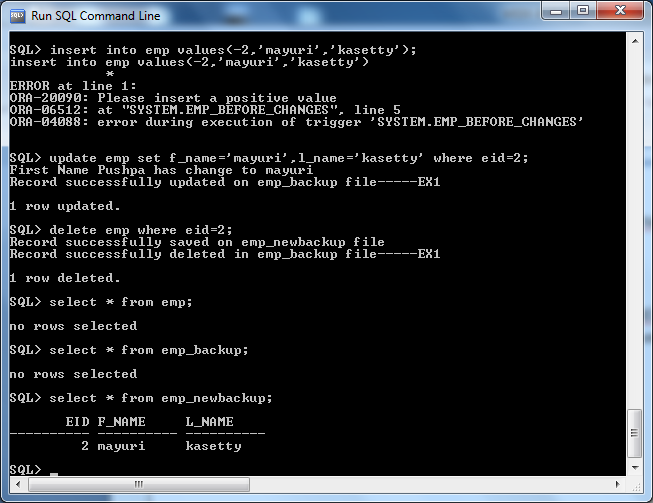 Run SQL Command Line
SQL> insert into emp values(-2,'mayuri','kasetty');
insert into emp values(-2,'mayuri','kasetty')
*
ERROR at line 1:
ORA-20090: Please insert a positive value
ORA-06512: at "SYSTEM.EMP_BEFORE_CHANGES", line 5
ORA-04088: error during execution of trigger 'SYSTEM.EMP_BEFORE_CHANGES'
SQL> update emp set f_name='mayuri',l_name='kasetty' where eid=2;
First Name Pushpa has change to mayuri
Record successfully updated on emp_backup file-----EX1
1 row updated.
SQL> delete emp where eid=2;
Record successfully saved on emp_newbackup file
Record successfully deleted in emp_backup file-----EX1
1 row deleted.
SQL> select * from emp;
no rows selected
SQL> select * from emp_backup;
no rows selected
SQL> select * from emp_newbackup;
EID F_NAME L_NAME
---------- ---------- ----------
2 mayuri kasetty
SQL> _